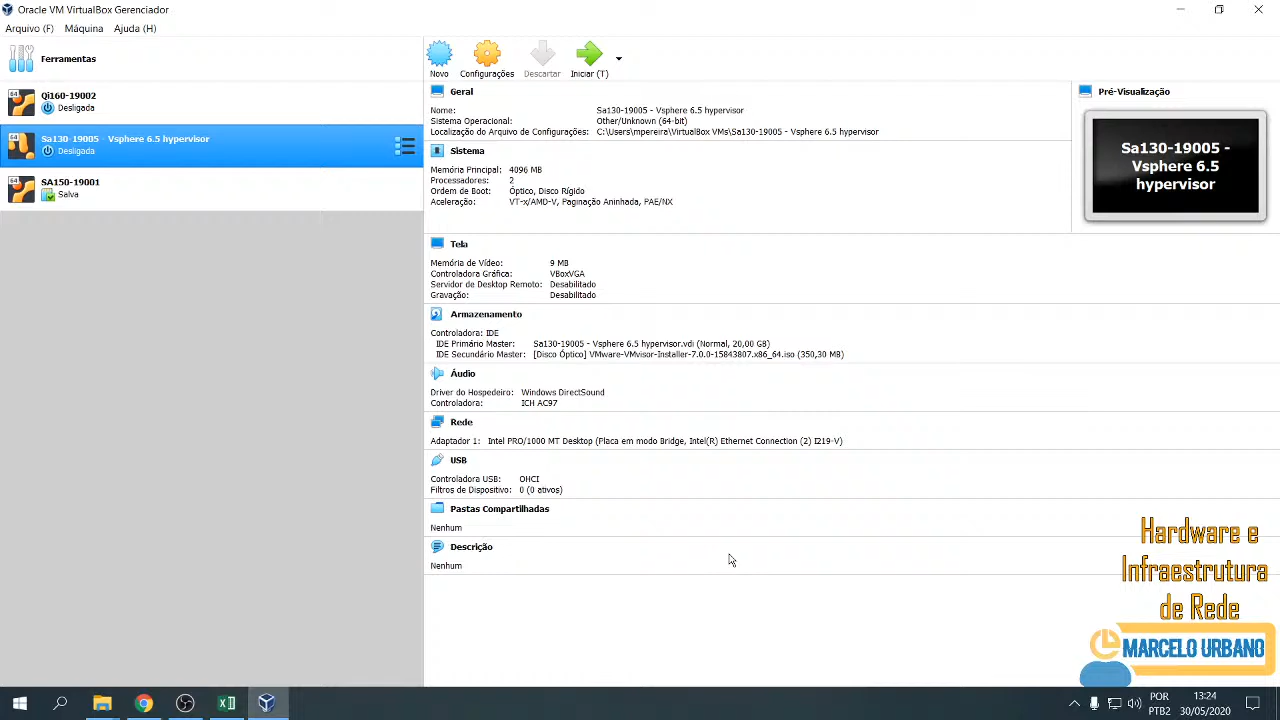 Oracle VM VirtualBox Gerenciador
Arquivo (F) Máquina Ajuda (H)
Ferramentas
Novo Configurações Descartar Iniciar (T)
64 Qi160-19002
Desligada
64 Sa130-19005 - Vsphere 6.5 hypervisor
Desligada
64 SA150-19001
Salva
Geral
Nome: Sa130-19005 - Vsphere 6.5 hypervisor
Sistema Operacional: Other/Unknown (64-bit)
Localização do Arquivo de Configurações: C:\Users\mpereira\VirtualBox VMs\Sa130-19005 - Vsphere 6.5 hypervisor
Pré-Visualização
Sa130-19005 -
Vsphere 6.5
hypervisor
Sistema
Memória Principal: 4096 MB
Processadores: 2
Ordem de Boot: Óptico, Disco Rígido
Aceleração: VT-x/AMD-V, Paginação Aninhada, PAE/NX
Tela
Memória de Vídeo: 9 MB
Controladora Gráfica: VBoxVGA
Servidor de Desktop Remoto: Desabilitado
Gravação: Desabilitado
Armazenamento
Controladora: IDE
IDE Primário Master: Sa130-19005 - Vsphere 6.5 hypervisor.vdi (Normal, 20,00 GB)
IDE Secundário Master: [Disco Óptico] VMware-VMvisor-Installer-7.0.0-15843807.x86_64.iso (350,30 MB)
Áudio
Driver do Hospedeiro: Windows DirectSound
Controladora: ICH AC97
Rede
Adaptador 1: Intel PRO/1000 MT Desktop (Placa em modo Bridge, Intel(R) Ethernet Connection (2) I219-V)
USB
Controladora USB: OHCI
Filtros de Dispositivo: 0 (0 ativos)
Pastas Compartilhadas
Nenhum
Descrição
Nenhum
Hardware e
Infraestrutura
de Rede
MARCELO URBANO
POR
PTB2
13:24
30/05/2020